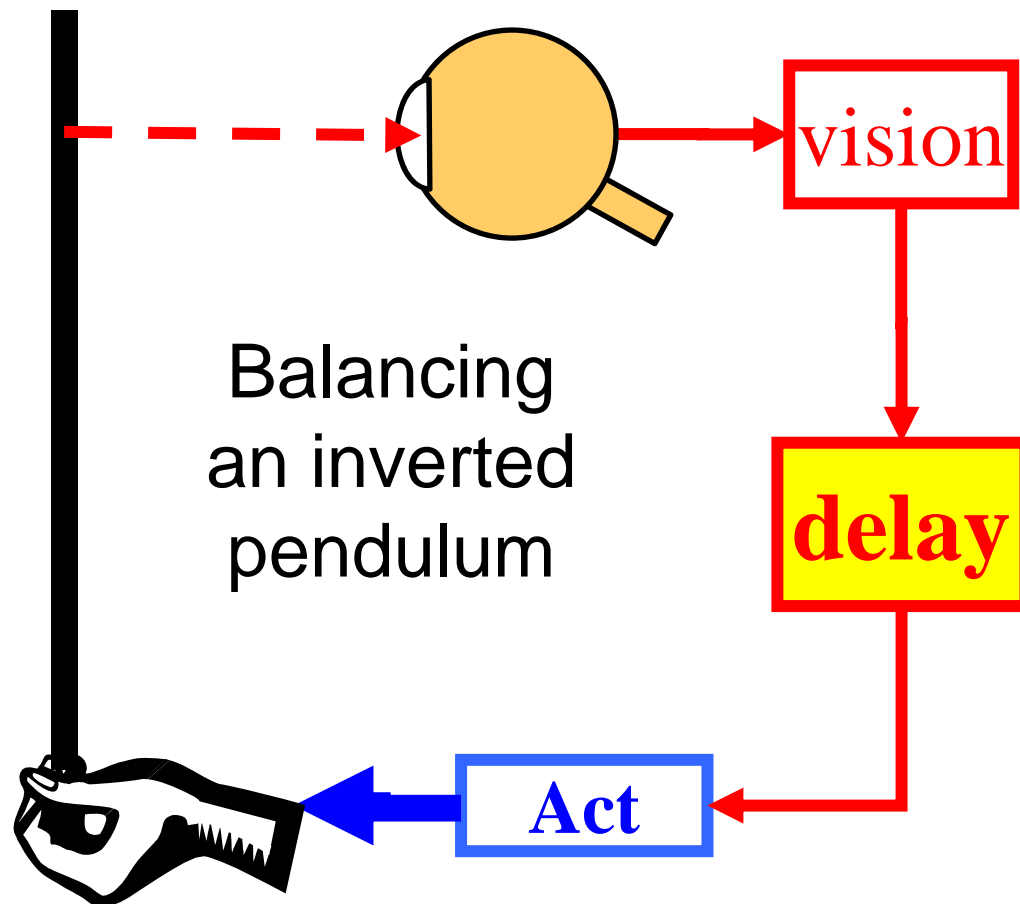 vision
Balancing
an inverted
pendulum
delay
Act